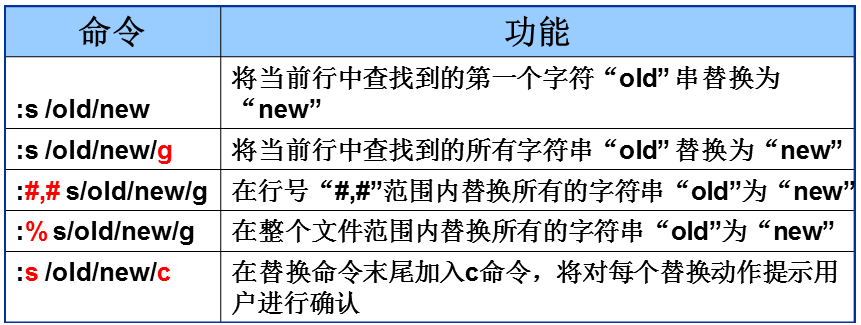 命令 功能
将当前行中查找到的第一个字符“old” 串替换为
:s /old/new “new”
:s /old/new/g 将当前行中查找到的所有字符串“old” 替换为“new”
:#,# s/old/new/g 在行号“#,#”范围内替换所有的字符串“old”为“new”
:% s/old/new/g 在整个文件范围内替换所有的字符串“old”为“new”
:s /old/new/c 在替换命令末尾加入c命令，将对每个替换动作提示用
户进行确认